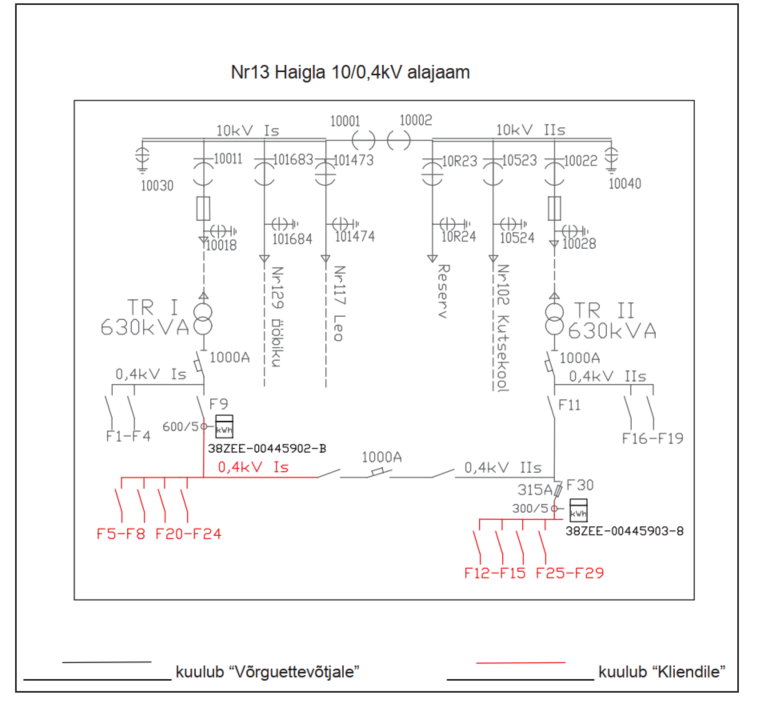 Nr13 Haigla 10/0,4kV alajaam
10001 10002
10kV Is 10kV IIs
10011 101683 101473 10R23 10523 10022
10030 10040
10018 101684 101474 10R24 10524 10028
Nr129 Ööbiku
Nr117 Leo
Reserv
Nr102 Kutsekool
TR I
630kVA
TR II
630kVA
1000A 1000A
0,4kV Is 0,4kV IIs
F9 F11
F1-F4 F16-F19
600/5 kWh
38ZEE-00445902-B
0,4kV Is 1000A 0,4kV IIs
315A F30
300/5 kWh
38ZEE-00445903-8
F5-F8 F20-F24
F12-F15 F25-F29
kuulub “Võrguettevõtjale” kuulub “Kliendile”